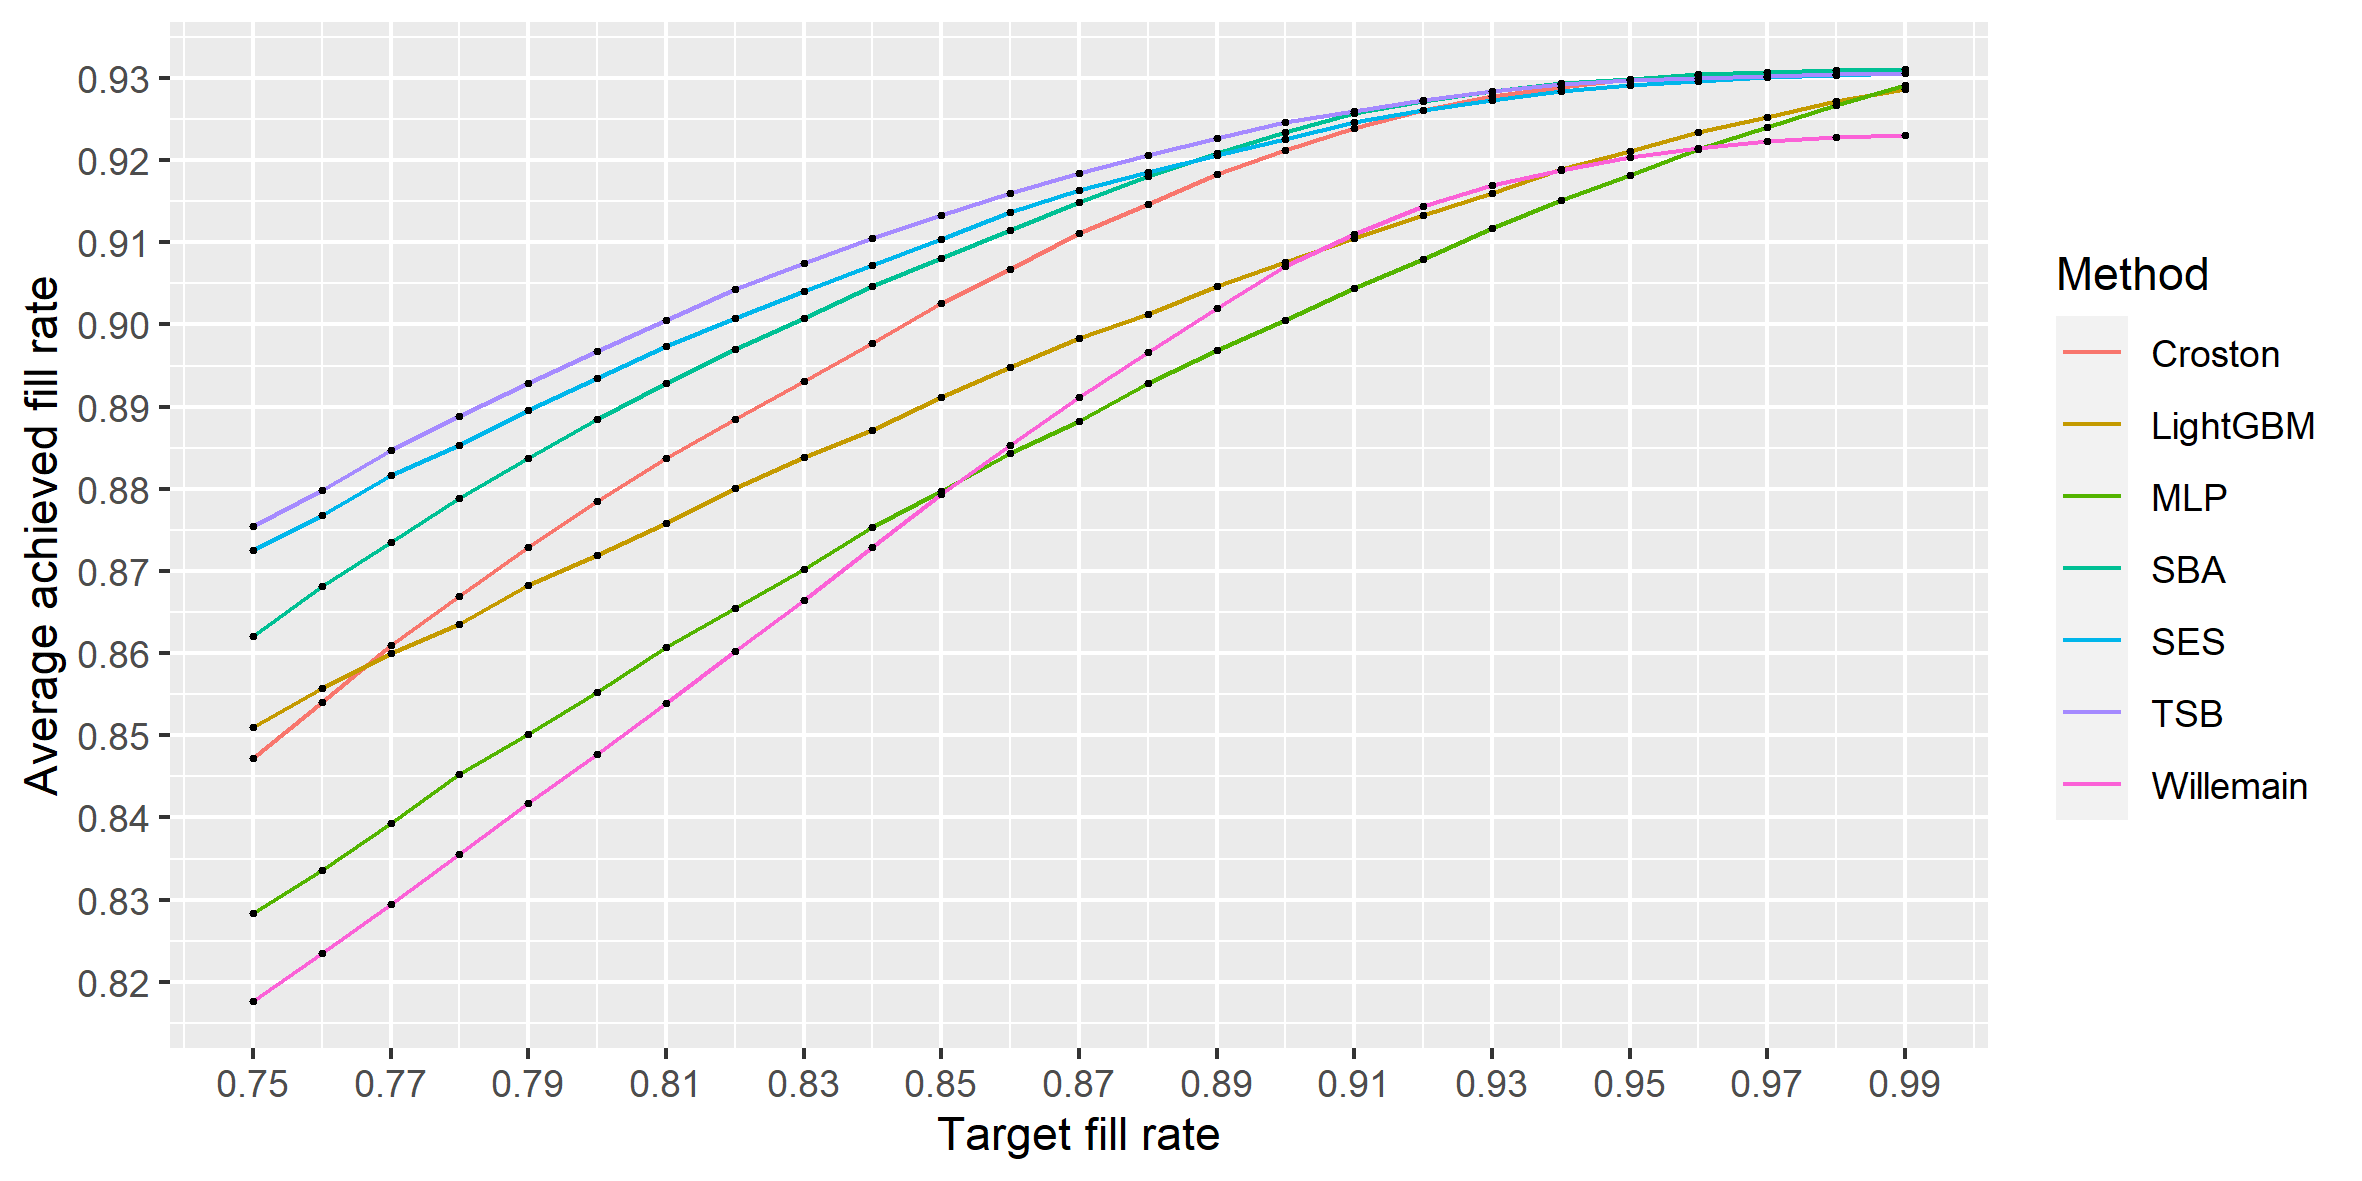 Average achieved fill rate
0.93
0.92
0.91
0.90
0.89
0.88
0.87
0.86
0.85
0.84
0.83
0.82
0.75 0.77 0.79 0.81 0.83 0.85 0.87 0.89 0.91 0.93 0.95 0.97 0.99
Target fill rate
Method
Croston
LightGBM
MLP
SBA
SES
TSB
Willemain